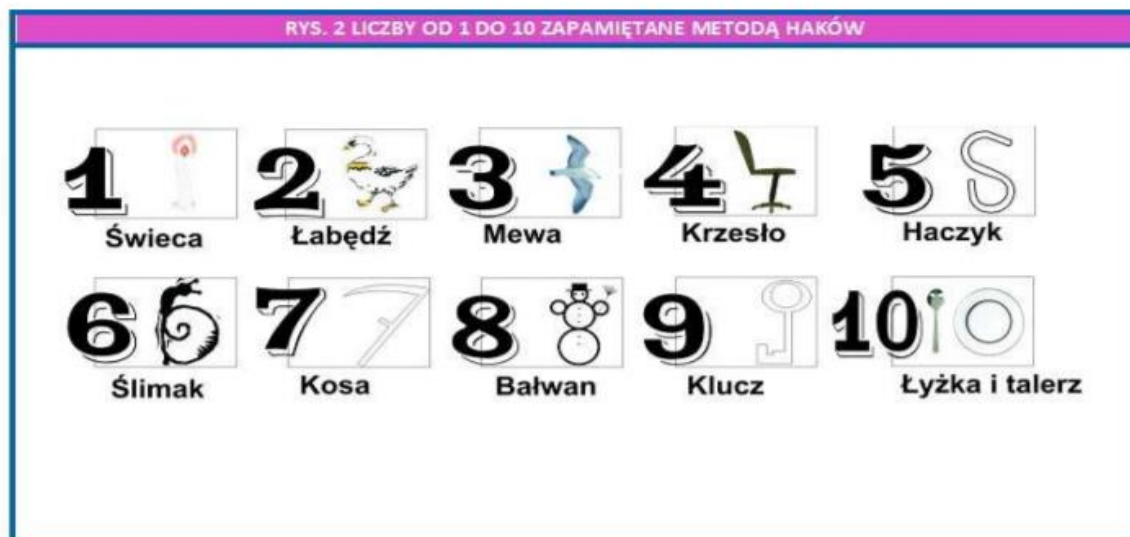 RYS. 2 LICZBY OD 1 DO 10 ZAPAMIĘTANE METODĄ HAKÓW
1 2 3 4 5
Świeca Łabędź Mewa Krzesło Haczyk
6 7 8 9 10
Ślimak Kosa Bałwan Klucz Łyżka i talerz